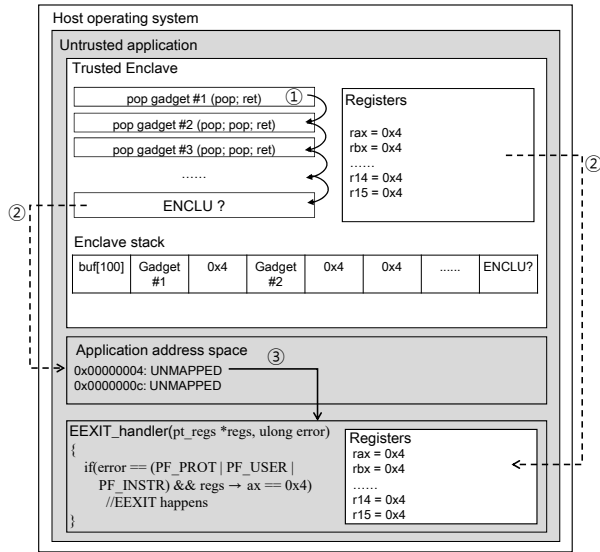 Host operating system
Untrusted application
Trusted Enclave
pop gadget #1 (pop; ret) ①
pop gadget #2 (pop; pop; ret)
pop gadget #3 (pop; pop; ret)
......
ENCLU ?
Registers
rax = 0x4
rbx = 0x4
......
r14 = 0x4
r15 = 0x4
②
②
Enclave stack
buf[100] Gadget #1 0x4 Gadget #2 0x4 0x4 ...... ENCLU?
Application address space
③
0x00000004: UNMAPPED
0x0000000c: UNMAPPED
EEXIT_handler(pt_regs *regs, ulong error)
{
if(error == (PF_PROT | PF_USER |
PF_INSTR) && regs → ax == 0x4)
//EEXIT happens
}
Registers
rax = 0x4
rbx = 0x4
......
r14 = 0x4
r15 = 0x4